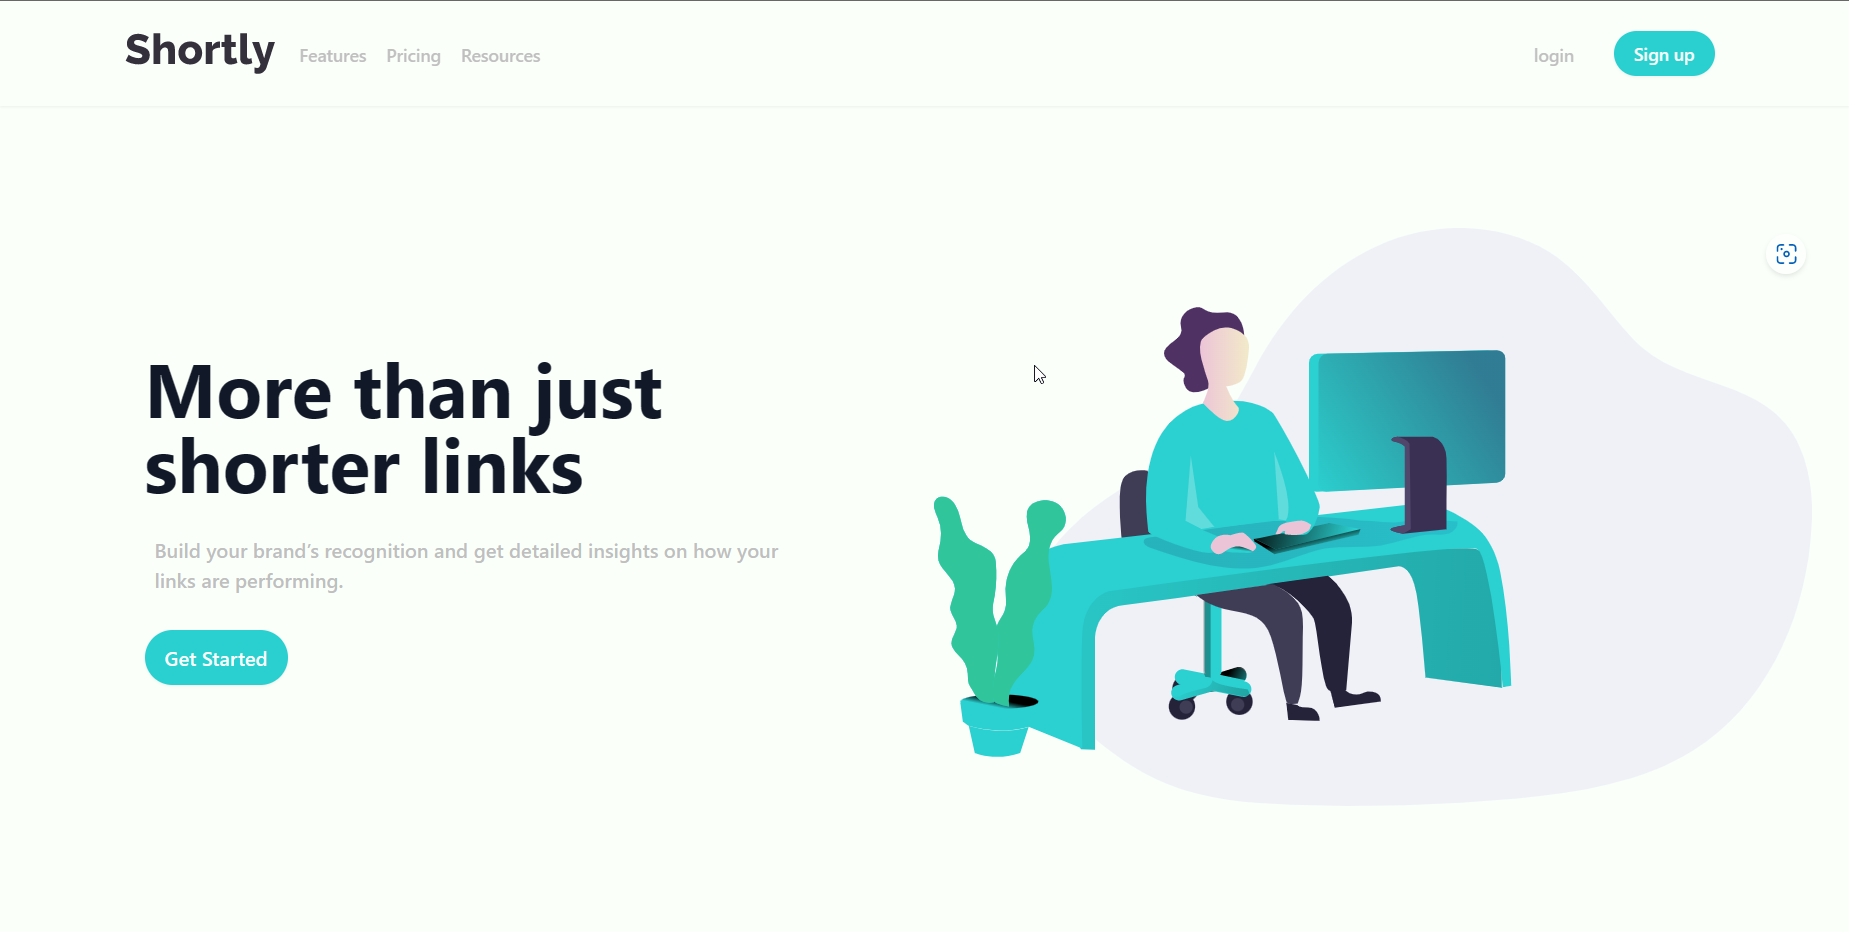 Shortly Features Pricing Resources login Sign up
More than just
shorter links
Build your brand’s recognition and get detailed insights on how your
links are performing.
Get Started